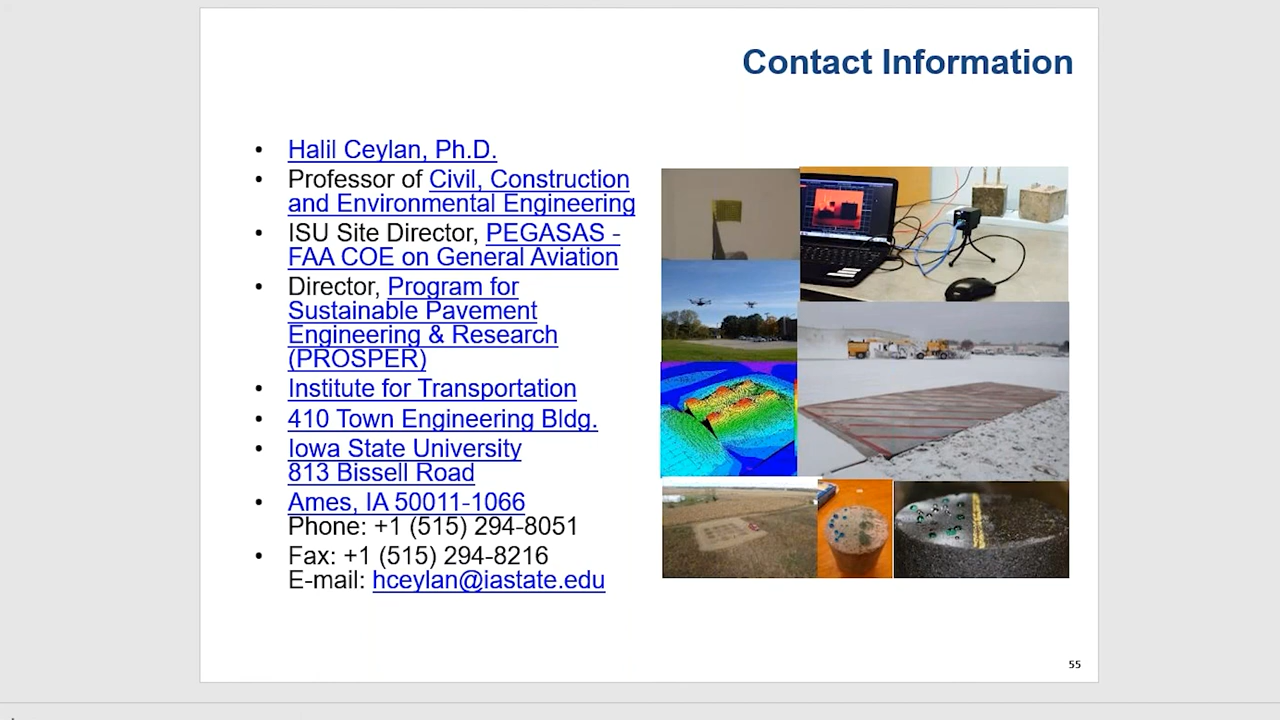 Contact Information
• Halil Ceylan, Ph.D.
• Professor of Civil, Construction
and Environmental Engineering
• ISU Site Director, PEGASAS -
FAA COE on General Aviation
• Director, Program for
Sustainable Pavement
Engineering & Research
(PROSPER)
• Institute for Transportation
• 410 Town Engineering Bldg.
• Iowa State University
813 Bissell Road
• Ames, IA 50011-1066
Phone: +1 (515) 294-8051
• Fax: +1 (515) 294-8216
E-mail: hceylan@iastate.edu
55